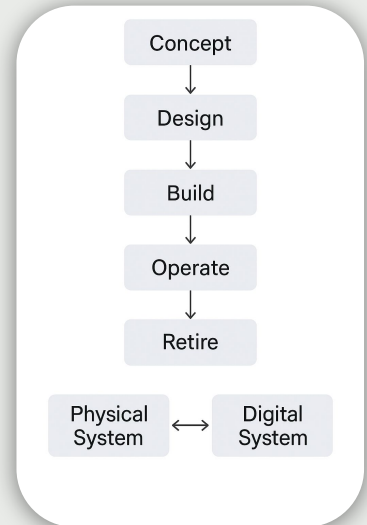 Concept
Design
Build
Operate
Retire
Physical
System
Digital
System